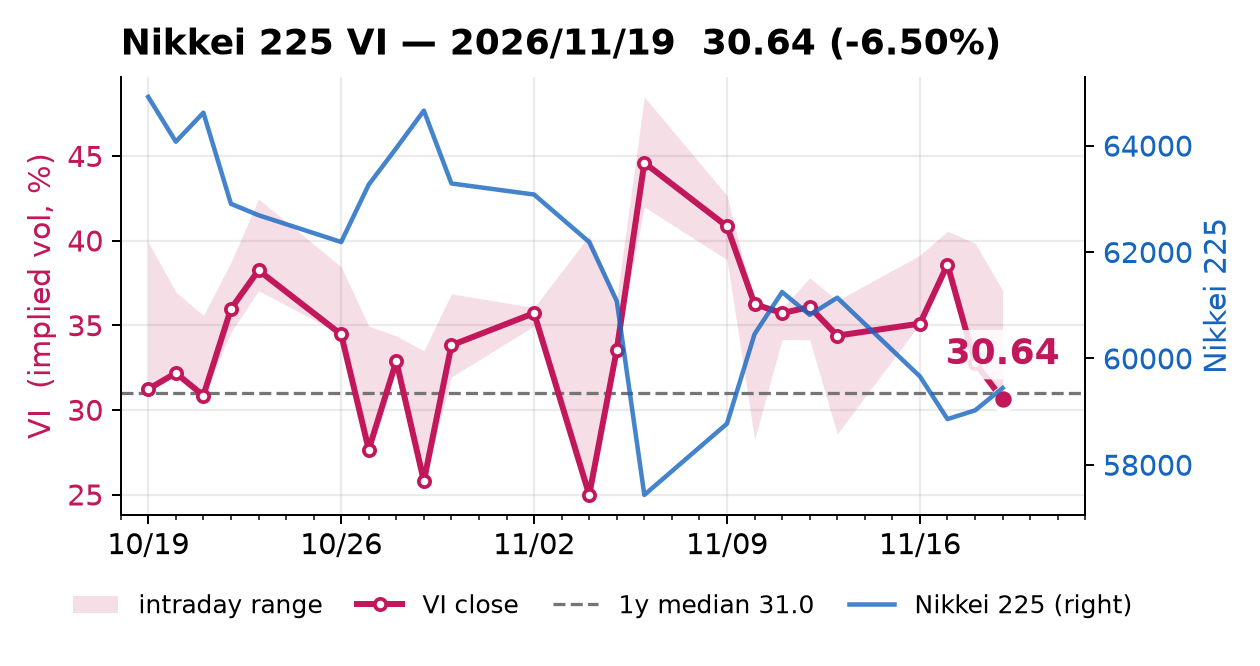 Nikkei 225 VI — 2026/11/19  30.64 (-6.50%)
VI  (implied vol, %)
45
40
35
30
25
64000
62000
60000
58000
Nikkei 225
30.64
10/19
10/26
11/02
11/09
11/16
intraday range
VI close
1y median 31.0
Nikkei 225 (right)